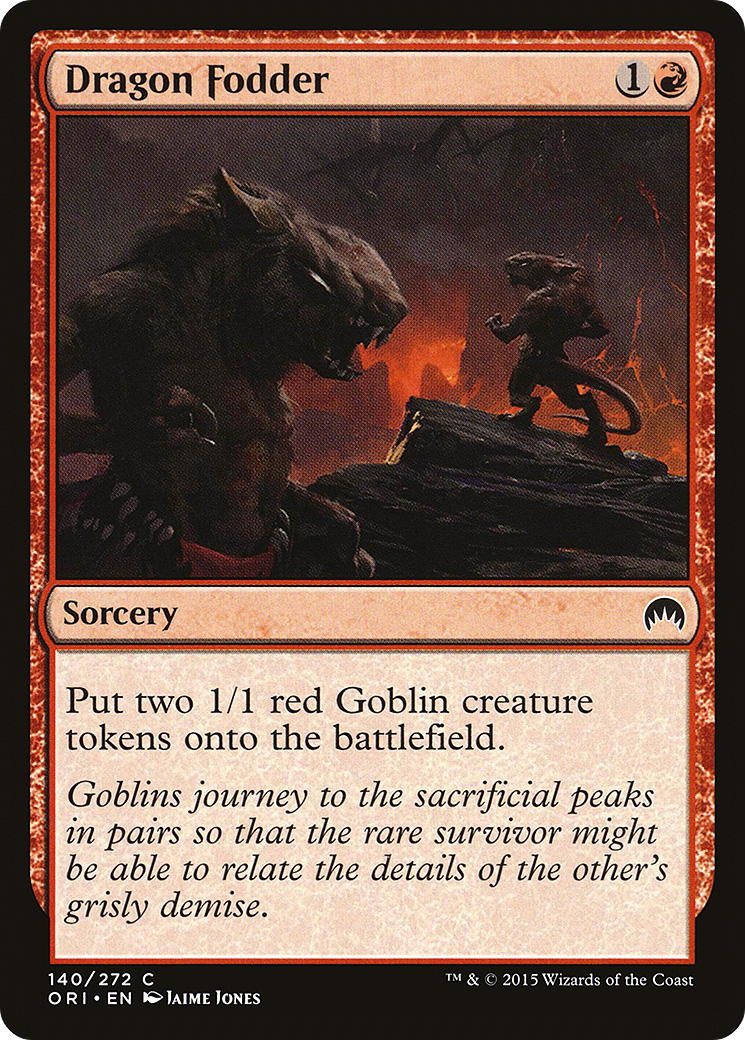 Dragon Fodder 1
Sorcery
Put two 1/1 red Goblin creature
tokens onto the battlefield.
Goblins journey to the sacrificial peaks
in pairs so that the rare survivor might
be able to relate the details of the other’s
grisly demise.
140/272 C
ORI • EN Jaime Jones
™ & © 2015 Wizards of the Coast